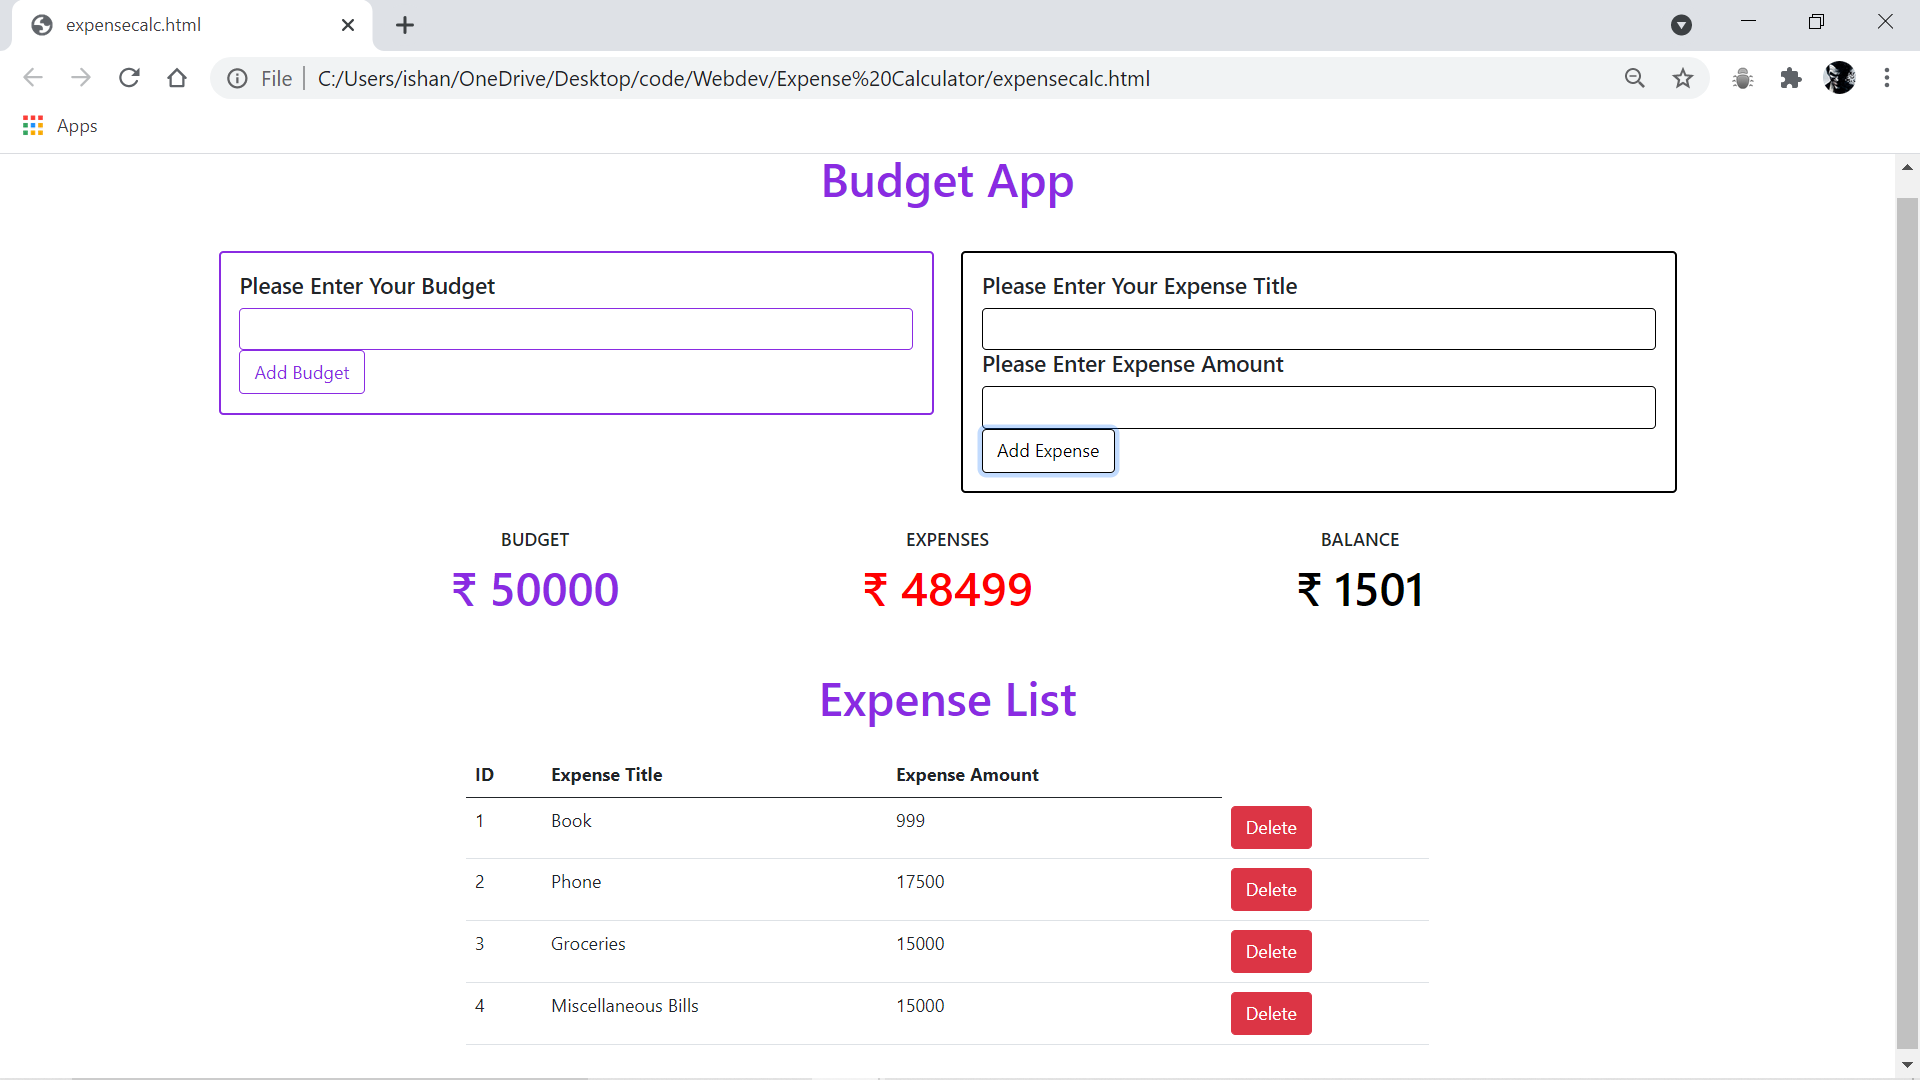 expensecalc.html
File C:/Users/ishan/OneDrive/Desktop/code/Webdev/Expense%20Calculator/expensecalc.html
Apps
Budget App
Please Enter Your Budget
Add Budget
Please Enter Your Expense Title
Please Enter Expense Amount
Add Expense
BUDGET EXPENSES BALANCE
₹ 50000 ₹ 48499 ₹ 1501
Expense List
ID Expense Title Expense Amount
1 Book 999 Delete
2 Phone 17500 Delete
3 Groceries 15000 Delete
4 Miscellaneous Bills 15000 Delete